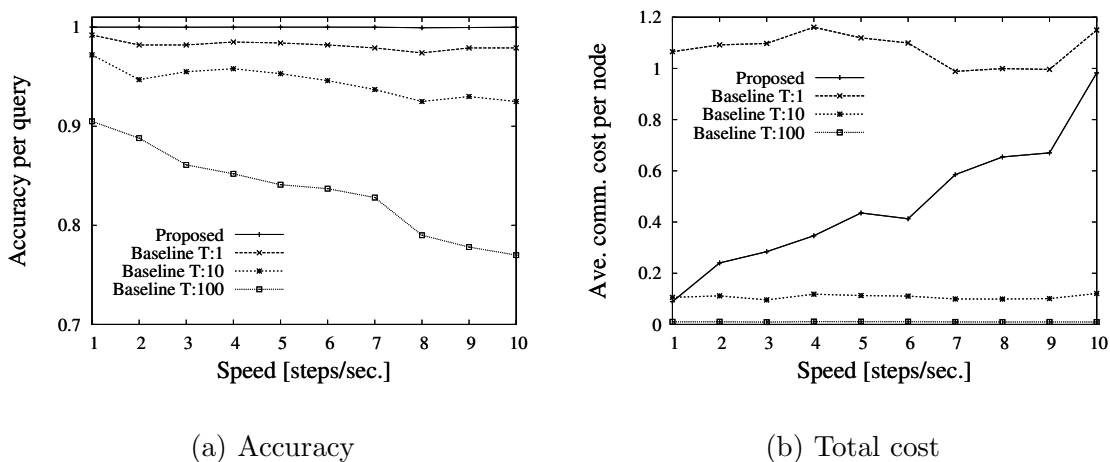 Accuracy per query
1
0.9
0.8
0.7
Proposed
Baseline T:1
Baseline T:10
Baseline T:100
1 2 3 4 5 6 7 8 9 10
Speed [steps/sec.]
(a) Accuracy
Ave. comm. cost per node
1.2
1
0.8
0.6
0.4
0.2
0
Proposed
Baseline T:1
Baseline T:10
Baseline T:100
1 2 3 4 5 6 7 8 9 10
Speed [steps/sec.]
(b) Total cost